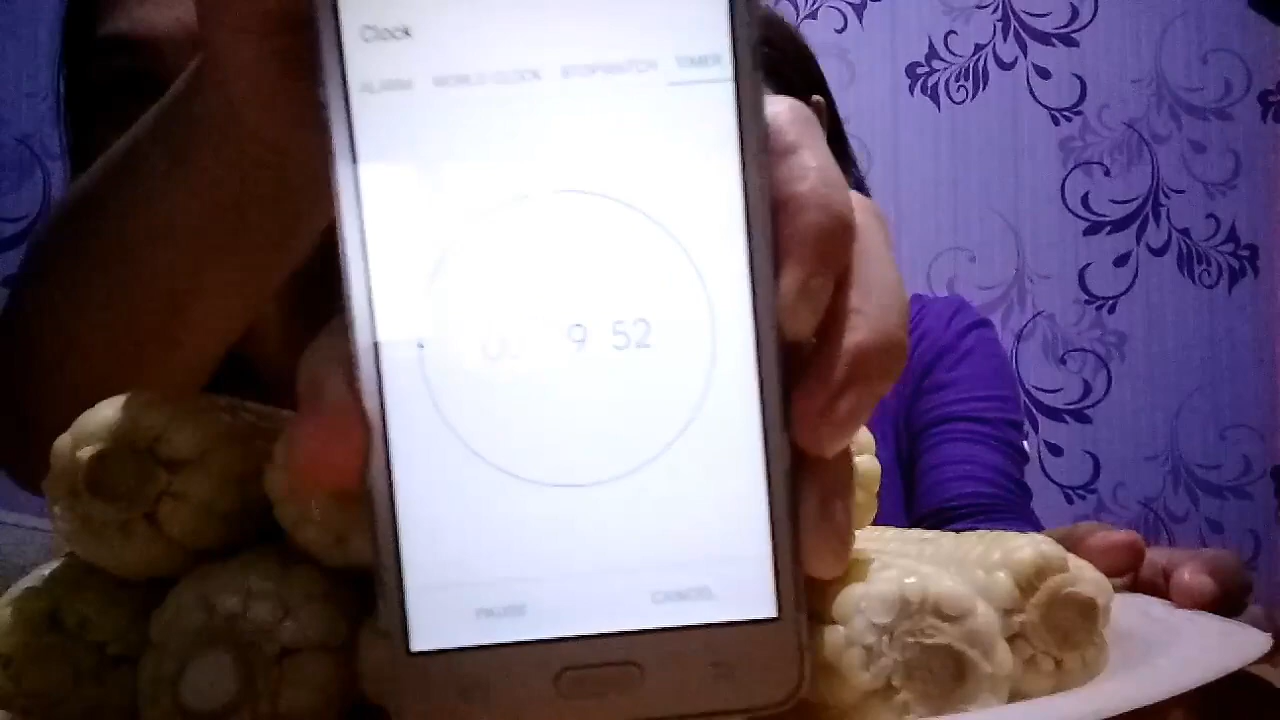 Clock
ALARM WORLD CLOCK STOPWATCH TIMER
9 52
PAUSE CANCEL